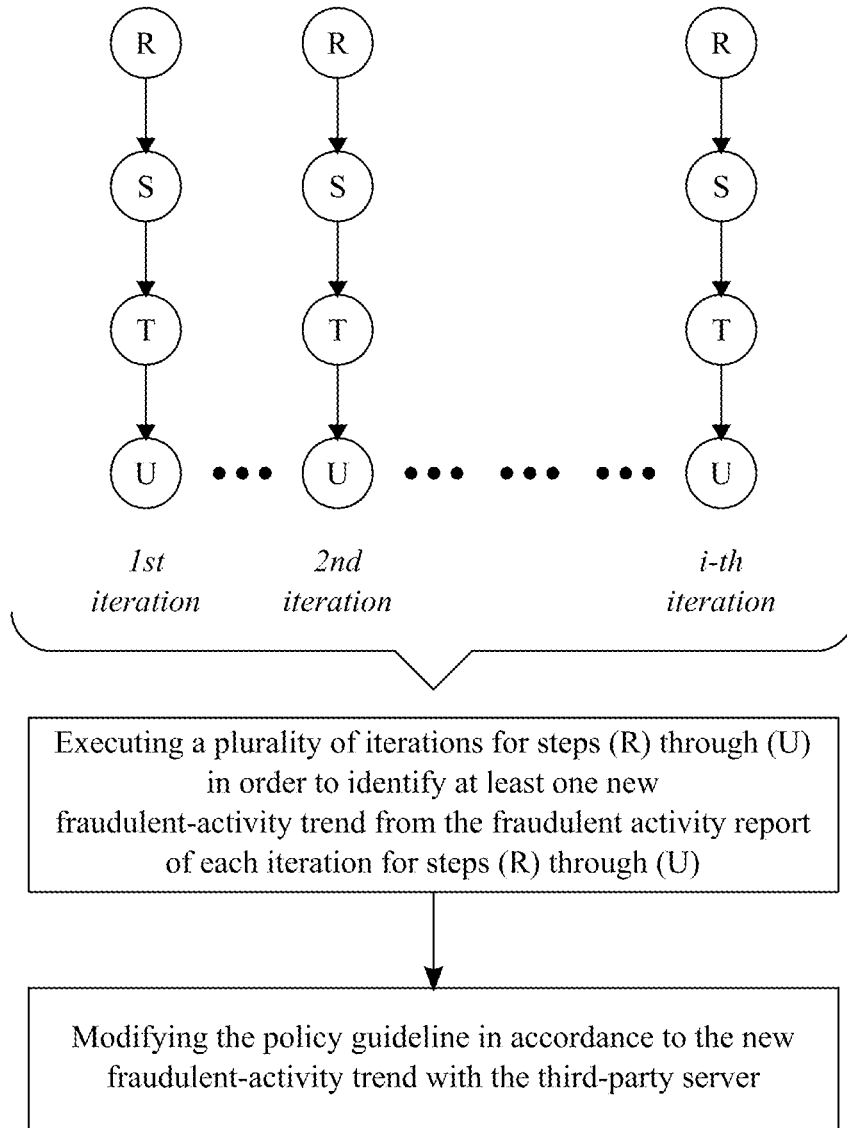 R R R
S S S
T T T
U ••• U ••• ••• ••• U
1st iteration
2nd iteration
i-th iteration
Executing a plurality of iterations for steps (R) through (U)
in order to identify at least one new
fraudulent-activity trend from the fraudulent activity report
of each iteration for steps (R) through (U)
Modifying the policy guideline in accordance to the new
fraudulent-activity trend with the third-party server